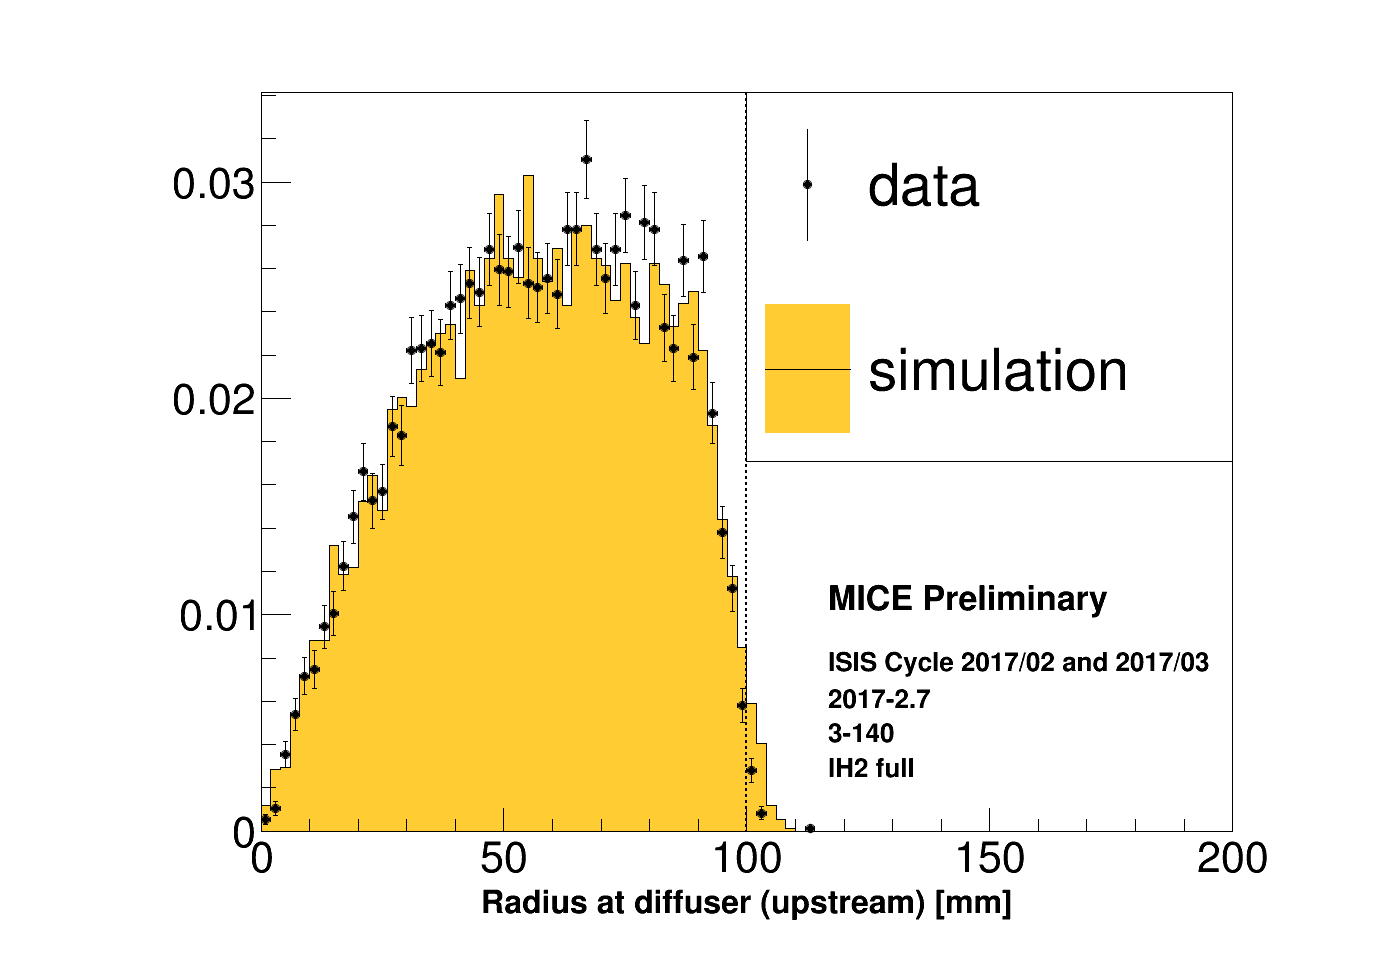 0.03
0.02
0.01
0
0 50 100 150 200
Radius at diffuser (upstream) [mm]
data
simulation
MICE Preliminary
ISIS Cycle 2017/02 and 2017/03
2017-2.7
3-140
IH2 full